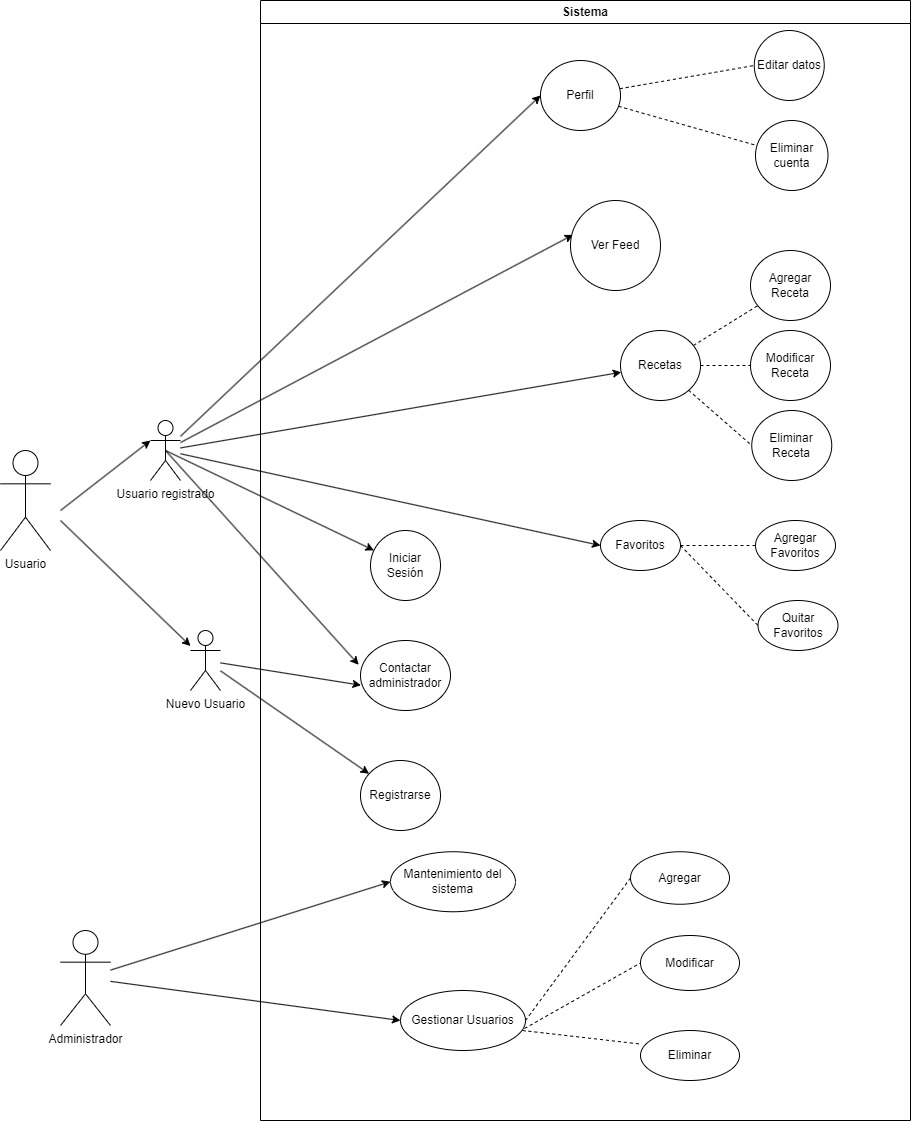 Sistema
Editar datos
Perfil
Eliminar
cuenta
Ver Feed
Agregar
Receta
Recetas
Modificar
Receta
Eliminar
Receta
Usuario registrado
Usuario
Favoritos
Agregar
Favoritos
Iniciar
Sesión
Quitar
Favoritos
Contactar
administrador
Nuevo Usuario
Registrarse
Mantenimiento del
sistema
Agregar
Modificar
Administrador
Gestionar Usuarios
Eliminar